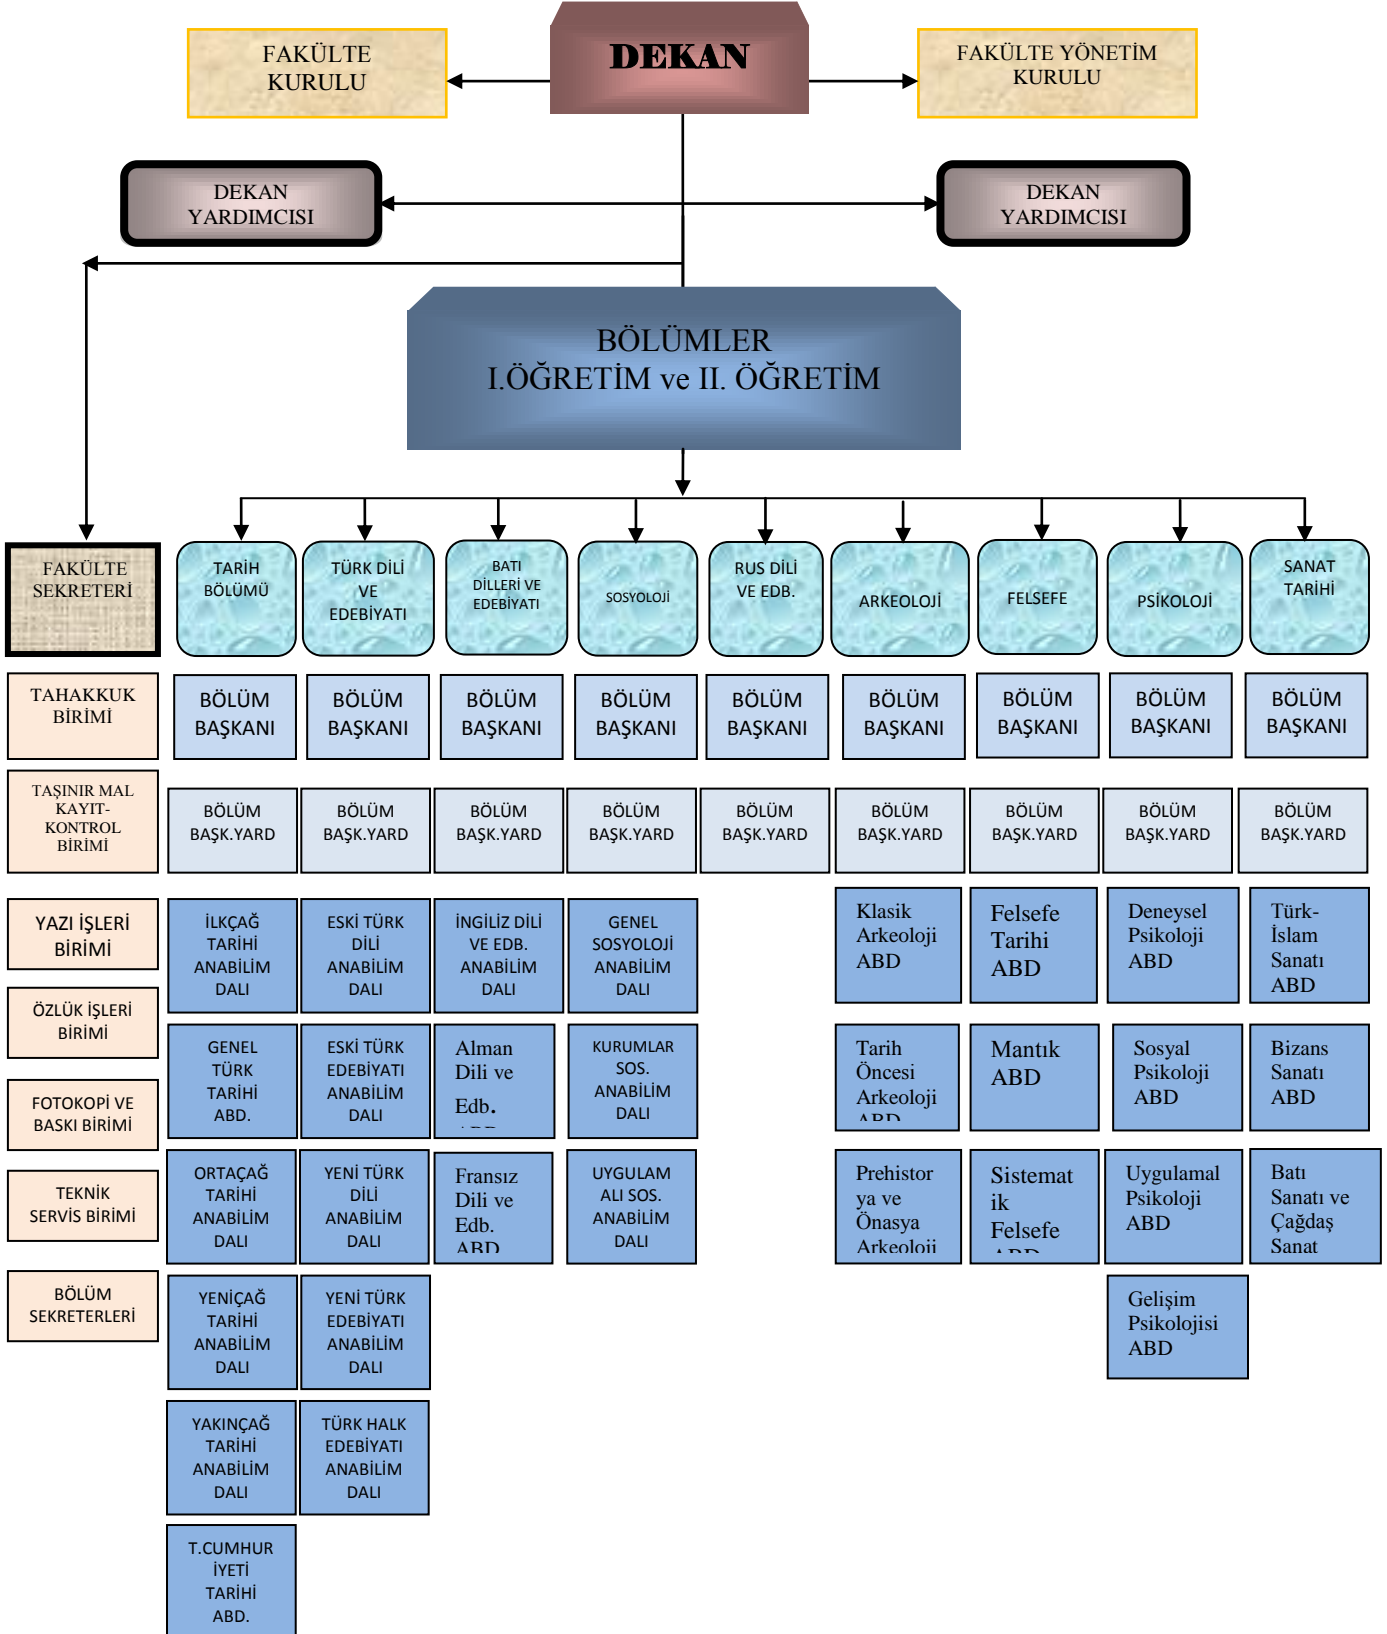 DEKAN
FAKÜLTE
KURULU
FAKÜLTE YÖNETİM
KURULU
DEKAN
YARDIMCISI
DEKAN
YARDIMCISI
BÖLÜMLER
I.ÖĞRETİM ve II. ÖĞRETİM
FAKÜLTE
SEKRETERİ
TARİH
BÖLÜMÜ
TÜRK DİLİ
VE
EDEBİYATI
BATI
DİLLERİ VE
EDEBİYATI
SOSYOLOJİ
RUS DİLİ
VE EDB.
ARKEOLOJİ
FELSEFE
PSİKOLOJİ
SANAT
TARİHİ
TAHAKKUK
BİRİMİ
BÖLÜM
BAŞKANI
BÖLÜM
BAŞKANI
BÖLÜM
BAŞKANI
BÖLÜM
BAŞKANI
BÖLÜM
BAŞKANI
BÖLÜM
BAŞKANI
BÖLÜM
BAŞKANI
BÖLÜM
BAŞKANI
BÖLÜM
BAŞKANI
TAŞINIR MAL
KAYIT-
KONTROL
BİRİMİ
BÖLÜM
BAŞK.YARD
BÖLÜM
BAŞK.YARD
BÖLÜM
BAŞK.YARD
BÖLÜM
BAŞK.YARD
BÖLÜM
BAŞK.YARD
BÖLÜM
BAŞK.YARD
BÖLÜM
BAŞK.YARD
BÖLÜM
BAŞK.YARD
BÖLÜM
BAŞK.YARD
YAZI İŞLERİ
BİRİMİ
İLKÇAĞ
TARİHİ
ANABİLİM
DALI
ESKİ TÜRK
DİLİ
ANABİLİM
DALI
İNGİLİZ DİLİ
VE EDB.
ANABİLİM
DALI
GENEL
SOSYOLOJİ
ANABİLİM
DALI
Klasik
Arkeoloji
ABD
Felsefe
Tarihi
ABD
Deneysel
Psikoloji
ABD
Türk-
İslam
Sanatı
ABD
ÖZLÜK İŞLERİ
BİRİMİ
GENEL
TÜRK
TARİHİ
ABD.
ESKİ TÜRK
EDEBİYATI
ANABİLİM
DALI
Alman
Dili ve
Edb.
KURUMLAR
SOS.
ANABİLİM
DALI
Tarih
Öncesi
Arkeoloji
ABD
Mantık
ABD
Sosyal
Psikoloji
ABD
Bizans
Sanatı
ABD
FOTOKOPİ VE
BASKI BİRİMİ
TEKNİK
SERVİS BİRİMİ
ORTAÇAĞ
TARİHİ
ANABİLİM
DALI
YENİ TÜRK
DİLİ
ANABİLİM
DALI
Fransız
Dili ve
Edb.
ABD
UYGULAM
ALI SOS.
ANABİLİM
DALI
Prehistor
ya ve
Önasya
Arkeoloji
Sistemat
ik
Felsefe
Uygulamal
Psikoloji
ABD
Batı
Sanatı ve
Çağdaş
Sanat
BÖLÜM
SEKRETERLERİ
YENİÇAĞ
TARİHİ
ANABİLİM
DALI
YENİ TÜRK
EDEBİYATI
ANABİLİM
DALI
Gelişim
Psikolojisi
ABD
YAKINÇAĞ
TARİHİ
ANABİLİM
DALI
TÜRK HALK
EDEBİYATI
ANABİLİM
DALI
T.CUMHUR
İYETİ
TARİHİ
ABD.